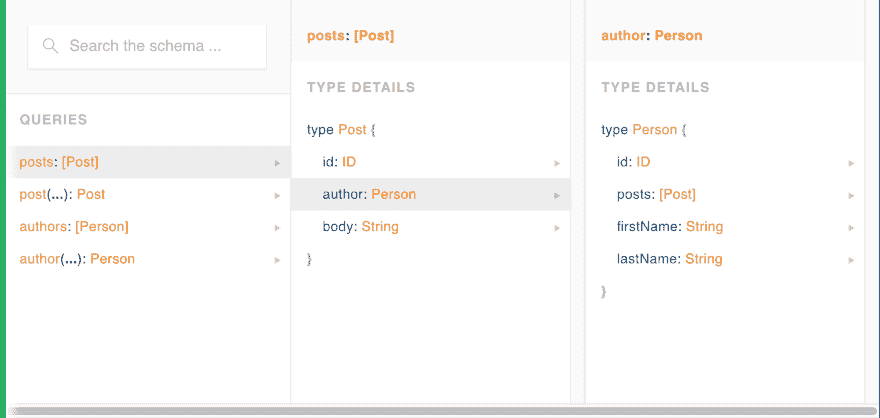 Search the schema ...
QUERIES
posts: [Post]
post(...): Post
authors: [Person]
author(...): Person
posts: [Post]
TYPE DETAILS
type Post {
id: ID
author: Person
body: String
}
author: Person
TYPE DETAILS
type Person {
id: ID
posts: [Post]
firstName: String
lastName: String
}